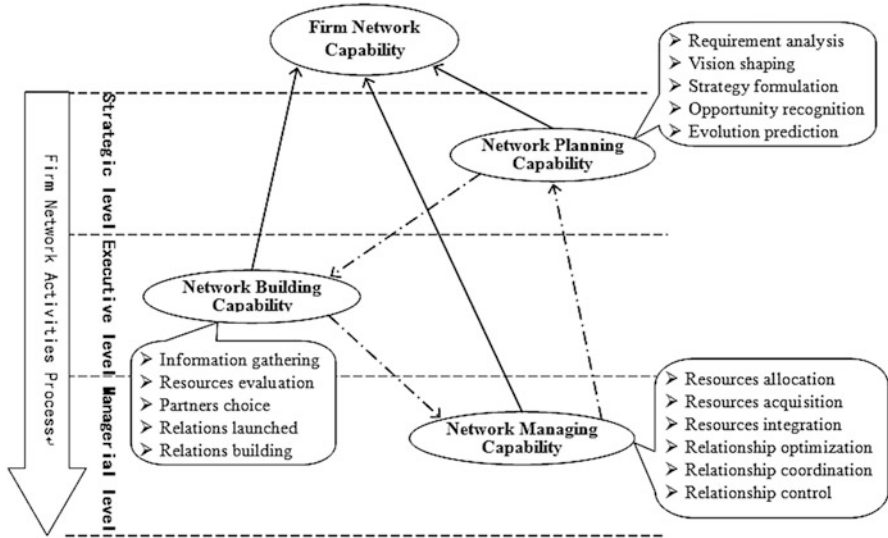 Firm Network
Capability
➢ Requirement analysis
➢ Vision shaping
➢ Strategy formulation
➢ Opportunity recognition
➢ Evolution prediction
Network Planning
Capability
Strategic level
Executive level
Managerial level
Firm Network Activities Process↵
Network Building
Capability
➢ Information gathering
➢ Resources evaluation
➢ Partners choice
➢ Relations launched
➢ Relations building
Network Managing
Capability
➢ Resources allocation
➢ Resources acquisition
➢ Resources integration
➢ Relationship optimization
➢ Relationship coordination
➢ Relationship control